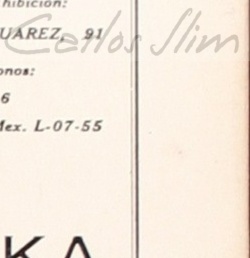 hibición:
Carlos Slim
UAREZ, 91
onos:
6
Mex. L-07-55
KA